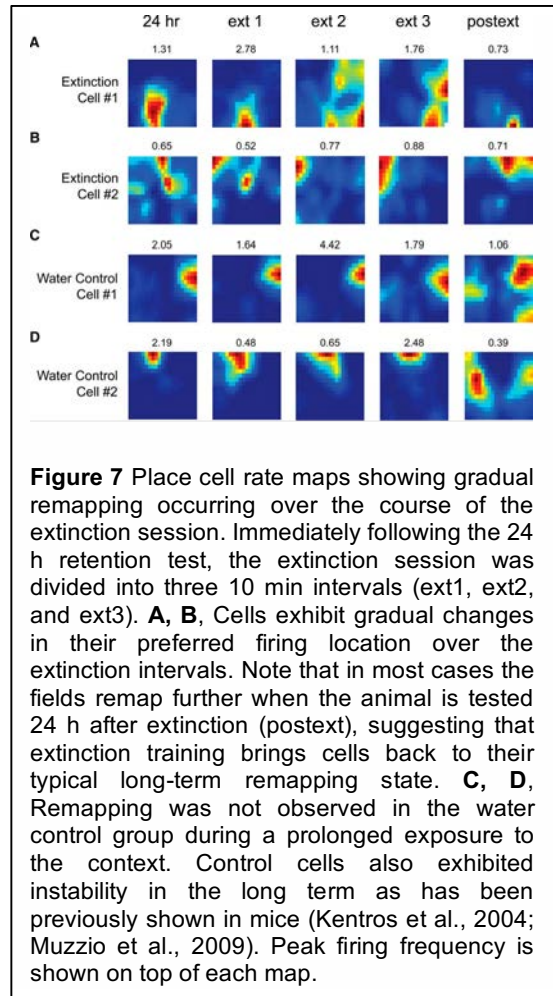 24 hr ext 1 ext 2 ext 3 postext
A 1.31 2.78 1.11 1.76 0.73
Extinction
Cell #1
B 0.65 0.52 0.77 0.88 0.71
Extinction
Cell #2
C 2.05 1.64 4.42 1.79 1.06
Water Control
Cell #1
D 2.19 0.48 0.65 2.48 0.39
Water Control
Cell #2
Figure 7 Place cell rate maps showing gradual
remapping occurring over the course of the
extinction session. Immediately following the 24
h retention test, the extinction session was
divided into three 10 min intervals (ext1, ext2,
and ext3). A, B, Cells exhibit gradual changes
in their preferred firing location over the
extinction intervals. Note that in most cases the
fields remap further when the animal is tested
24 h after extinction (postext), suggesting that
extinction training brings cells back to their
typical long-term remapping state. C, D,
Remapping was not observed in the water
control group during a prolonged exposure to
the context. Control cells also exhibited
instability in the long term as has been
previously shown in mice (Kentros et al., 2004;
Muzzio et al., 2009). Peak firing frequency is
shown on top of each map.